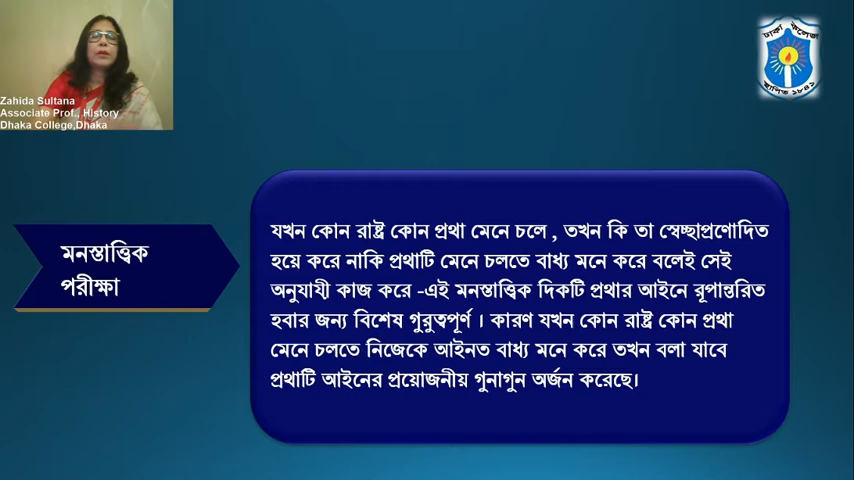 Zahida Sultana
Associate Prof., History
Dhaka College,Dhaka
ঢাকা কলেজ
স্থাপিত ১৮৪১
মনস্তাত্ত্বিক
পরীক্ষা
যখন কোন রাষ্ট্র কোন প্রথা মেনে চলে , তখন কি তা স্বেচ্ছাপ্রণোদিত
হয়ে করে নাকি প্রথাটি মেনে চলতে বাধ্য মনে করে বলেই সেই
অনুযাযী কাজ করে -এই মনস্তাত্ত্বিক দিকটি প্রথার আইনে রূপান্তরিত
হবার জন্য বিশেষ গুরুত্বপূর্ণ । কারণ যখন কোন রাষ্ট্র কোন প্রথা
মেনে চলতে নিজেকে আইনত বাধ্য মনে করে তখন বলা যাবে
প্রথাটি আইনের প্রয়োজনীয় গুনাগুন অর্জন করেছে।